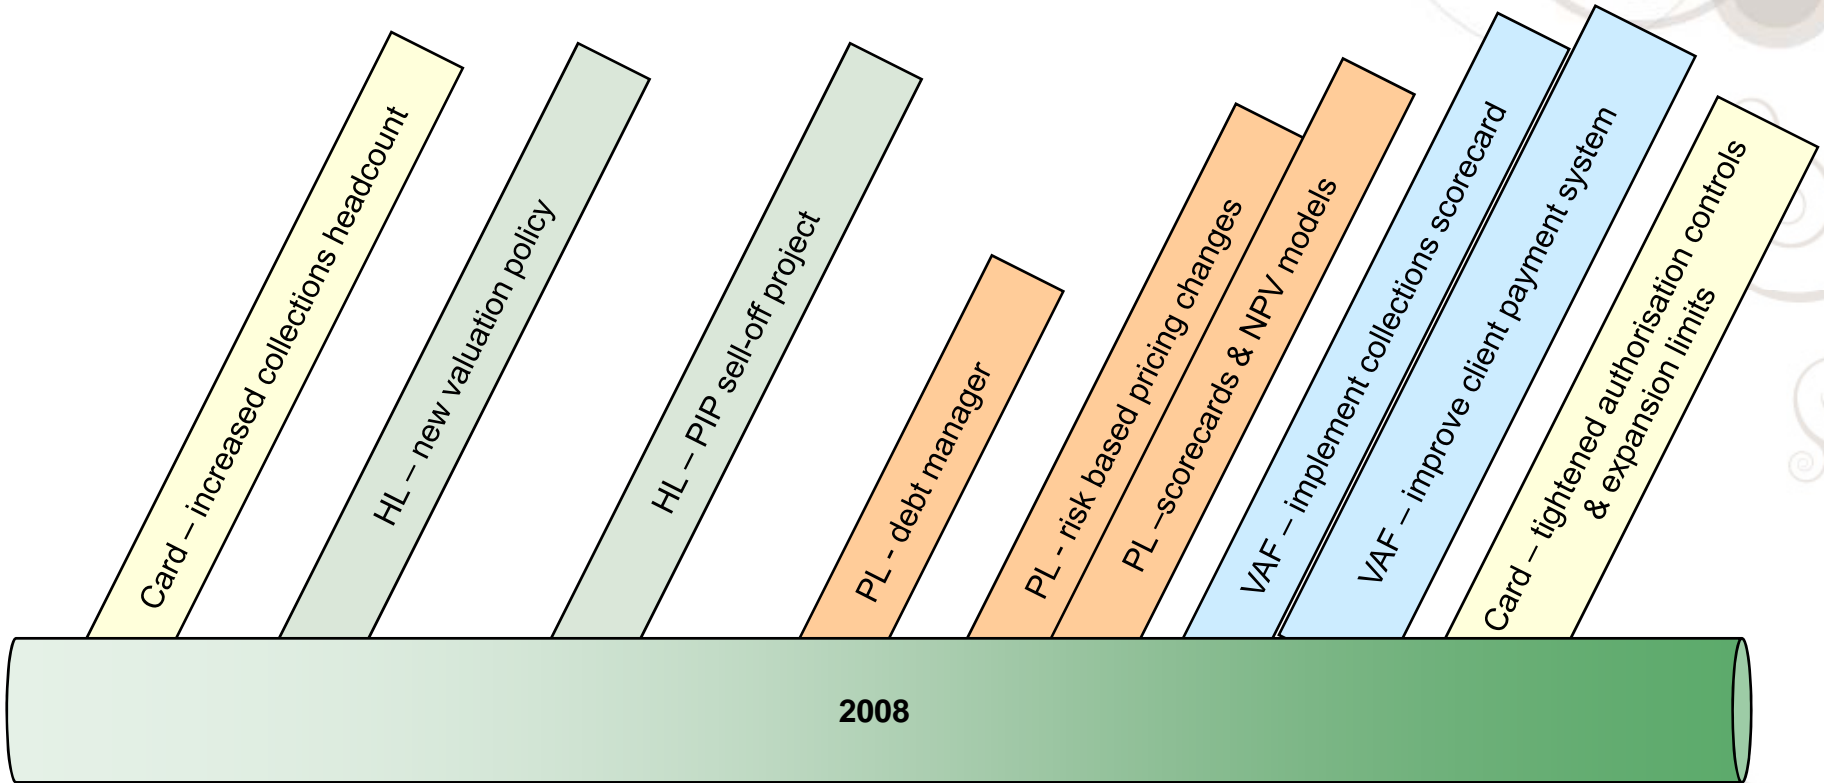 Card – increased collections headcount
HL – new valuation policy
HL – PIP sell-off project
PL - debt manager
PL - risk based pricing changes
PL –scorecards & NPV models
VAF – implement collections scorecard
VAF – improve client payment system
Card – tightened authorisation controls
& expansion limits
2008